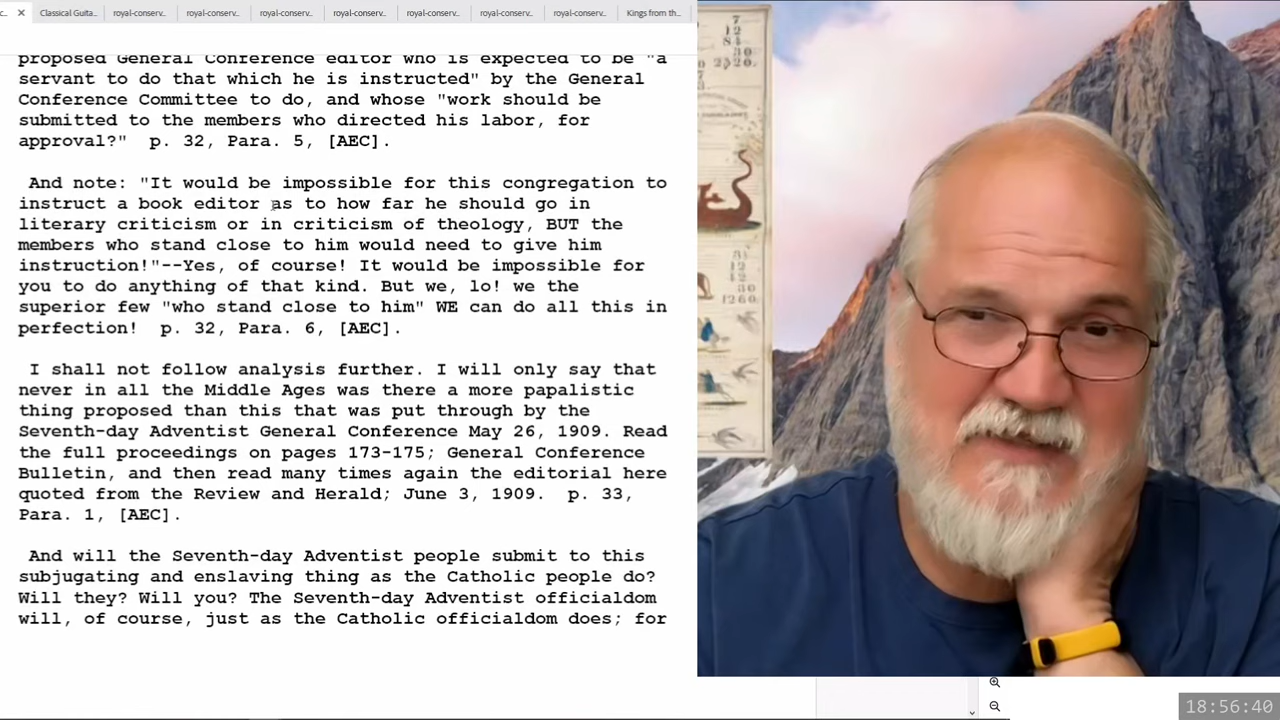 c..
Classical Guita...
royal-conserv..
royal-conserv...
royal-conserv..
royal-conserv..
royal-conserv..
royal-conserv..
royal-conserv..
Kings from th...
proposed General Conference editor who is expected to be "a
servant to do that which he is instructed" by the General
Conference Committee to do, and whose "work should be
submitted to the members who directed his labor, for
approval?"  p. 32, Para. 5, [AEC].
And note: "It would be impossible for this congregation to
instruct a book editor as to how far he should go in
literary criticism or in criticism of theology, BUT the
members who stand close to him would need to give him
instruction!"--Yes, of course! It would be impossible for
you to do anything of that kind. But we, lo! we the
superior few "who stand close to him" WE can do all this in
perfection!  p. 32, Para. 6, [AEC].
I shall not follow analysis further. I will only say that
never in all the Middle Ages was there a more papalistic
thing proposed than this that was put through by the
Seventh-day Adventist General Conference May 26, 1909. Read
the full proceedings on pages 173-175; General Conference
Bulletin, and then read many times again the editorial here
quoted from the Review and Herald; June 3, 1909.  p. 33,
Para. 1, [AEC].
And will the Seventh-day Adventist people submit to this
subjugating and enslaving thing as the Catholic people do?
Will they? Will you? The Seventh-day Adventist officialdom
will, of course, just as the Catholic officialdom does; for
7
12
30
2520.
12
30
1260.
18:56:40